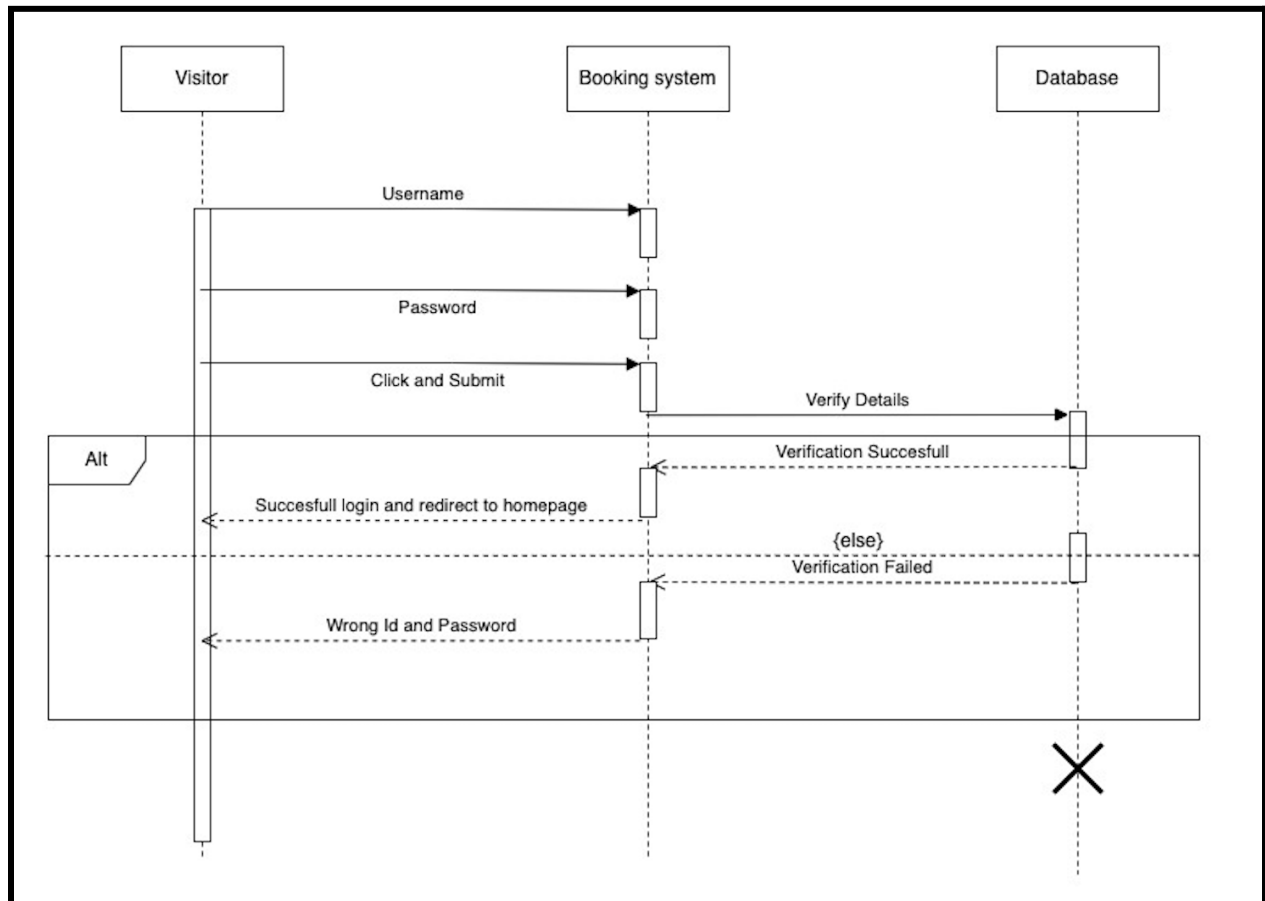 Visitor
Booking system
Database
Username
Password
Click and Submit
Verify Details
Alt
Verification Succesfull
Succesfull login and redirect to homepage
{else}
Verification Failed
Wrong Id and Password